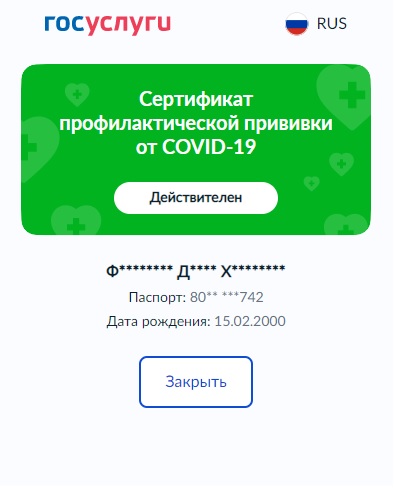 госуслуги
RUS
Сертификат
профилактической прививки
от COVID-19
Действителен
Ф******** Д**** Х********
Паспорт: 80** ***742
Дата рождения: 15.02.2000
Закрыть